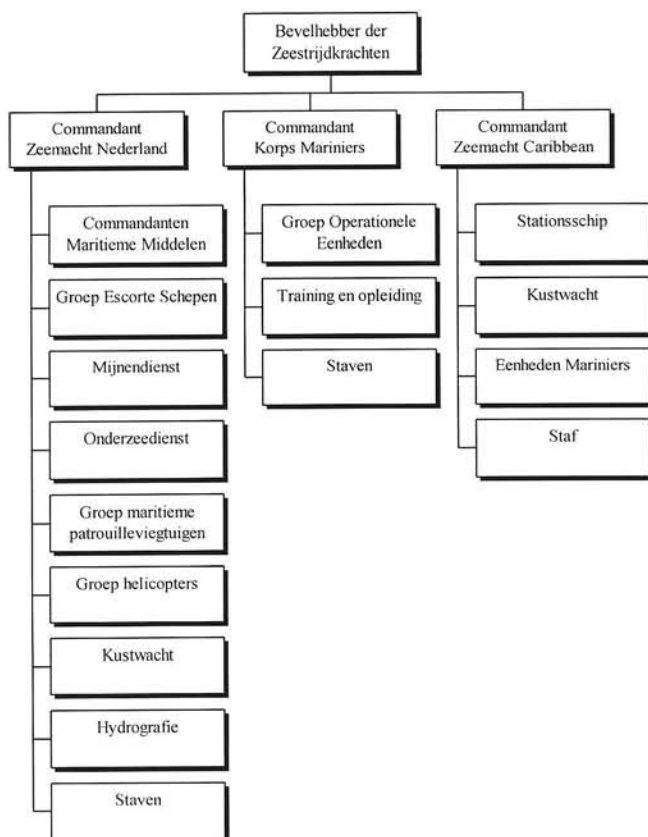 Bevelhebber der
Zeestrijdkrachten
Commandant
Zeemacht Nederland
Commandant
Korps Mariniers
Commandant
Zeemacht Caribbean
Commandanten
Maritieme Middelen
Groep Escorte Schepen
Mijnendienst
Onderzeedienst
Groep maritieme
patrouilleviegtuigen
Groep helicopters
Kustwacht
Hydrografie
Staven
Groep Operationele
Eenheden
Training en opleiding
Staven
Stationsschip
Kustwacht
Eenheden Mariniers
Staf